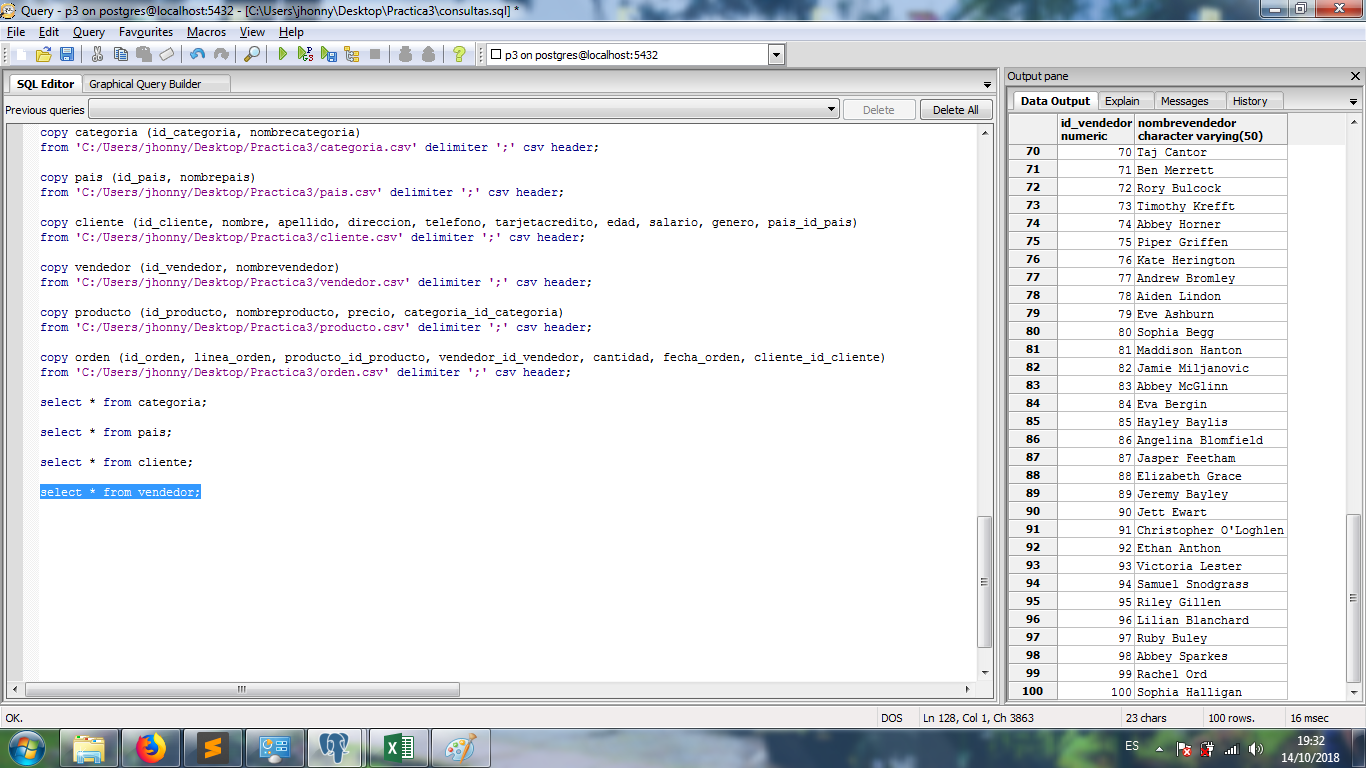 Query - p3 on postgres@localhost:5432 - [C:\Users\jhonny\Desktop\Practica3\consultas.sql] *
File Edit Query Favourites Macros View Help
p3 on postgres@localhost:5432
SQL Editor Graphical Query Builder
Previous queries Delete Delete All
copy categoria (id_categoria, nombrecategoria)
from 'C:/Users/jhonny/Desktop/Practica3/categoria.csv' delimiter ';' csv header;
copy pais (id_pais, nombrepais)
from 'C:/Users/jhonny/Desktop/Practica3/pais.csv' delimiter ';' csv header;
copy cliente (id_cliente, nombre, apellido, direccion, telefono, tarjetacredito, edad, salario, genero, pais_id_pais)
from 'C:/Users/jhonny/Desktop/Practica3/cliente.csv' delimiter ';' csv header;
copy vendedor (id_vendedor, nombrevendedor)
from 'C:/Users/jhonny/Desktop/Practica3/vendedor.csv' delimiter ';' csv header;
copy producto (id_producto, nombreproducto, precio, categoria_id_categoria)
from 'C:/Users/jhonny/Desktop/Practica3/producto.csv' delimiter ';' csv header;
copy orden (id_orden, linea_orden, producto_id_producto, vendedor_id_vendedor, cantidad, fecha_orden, cliente_id_cliente)
from 'C:/Users/jhonny/Desktop/Practica3/orden.csv' delimiter ';' csv header;
select * from categoria;
select * from pais;
select * from cliente;
select * from vendedor;
Output pane
Data Output Explain Messages History
id_vendedor nombrevendedor
numeric character varying(50)
70 70 Taj Cantor
71 71 Ben Merrett
72 72 Rory Bulcock
73 73 Timothy Krefft
74 74 Abbey Horner
75 75 Piper Griffen
76 76 Kate Herington
77 77 Andrew Bromley
78 78 Aiden Lindon
79 79 Eve Ashburn
80 80 Sophia Begg
81 81 Maddison Hanton
82 82 Jamie Miljanovic
83 83 Abbey McGlinn
84 84 Eva Bergin
85 85 Hayley Baylis
86 86 Angelina Blomfield
87 87 Jasper Feetham
88 88 Elizabeth Grace
89 89 Jeremy Bayley
90 90 Jett Ewart
91 91 Christopher O'Loghlen
92 92 Ethan Anthon
93 93 Victoria Lester
94 94 Samuel Snodgrass
95 95 Riley Gillen
96 96 Lilian Blanchard
97 97 Ruby Buley
98 98 Abbey Sparkes
99 99 Rachel Ord
100 100 Sophia Halligan
OK. DOS Ln 128, Col 1, Ch 3863 23 chars 100 rows. 16 msec
ES 19:32
14/10/2018